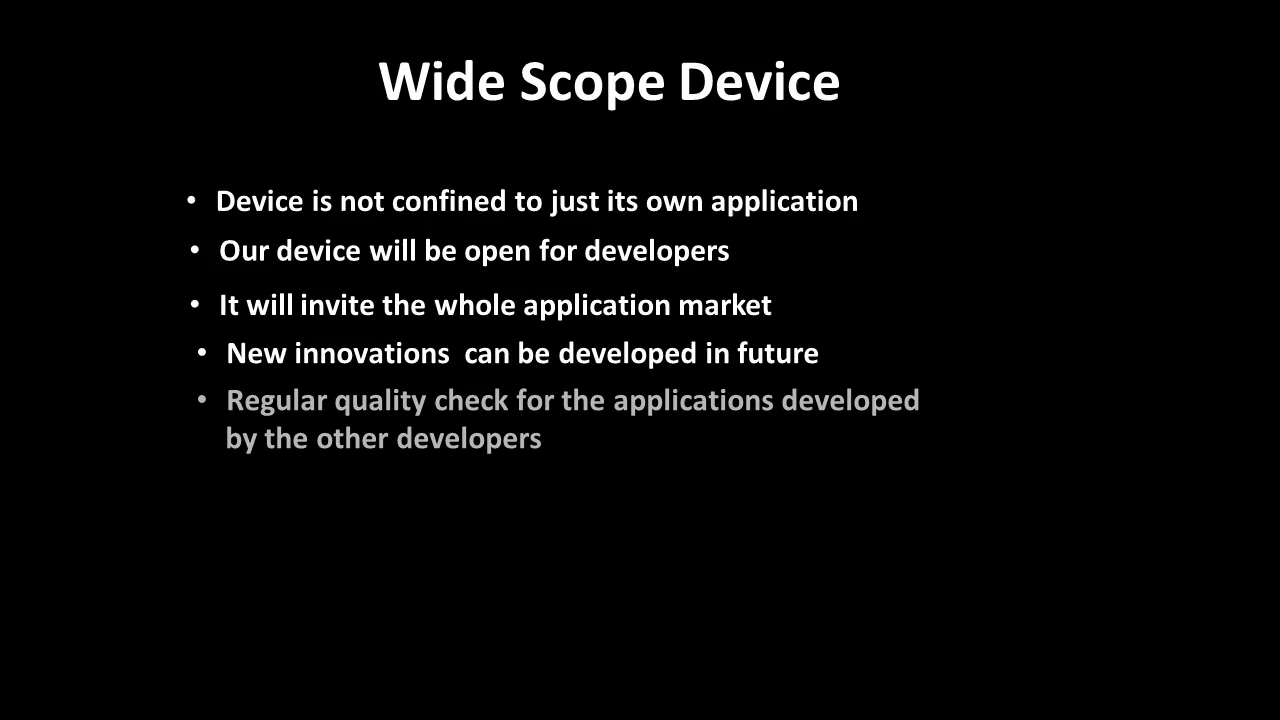 Wide Scope Device
• Device is not confined to just its own application
• Our device will be open for developers
• It will invite the whole application market
• New innovations  can be developed in future
• Regular quality check for the applications developed
by the other developers